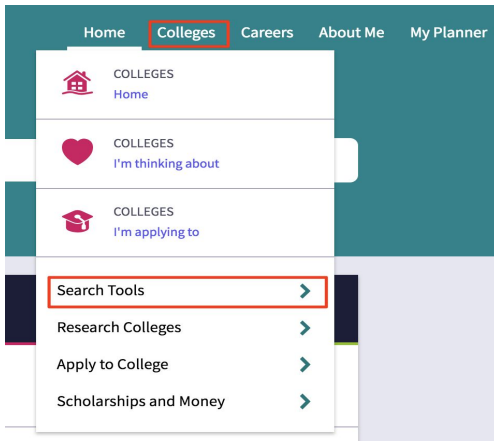 Home Colleges Careers About Me My Planner
COLLEGES
Home
COLLEGES
I'm thinking about
COLLEGES
I'm applying to
Search Tools
Research Colleges
Apply to College
Scholarships and Money